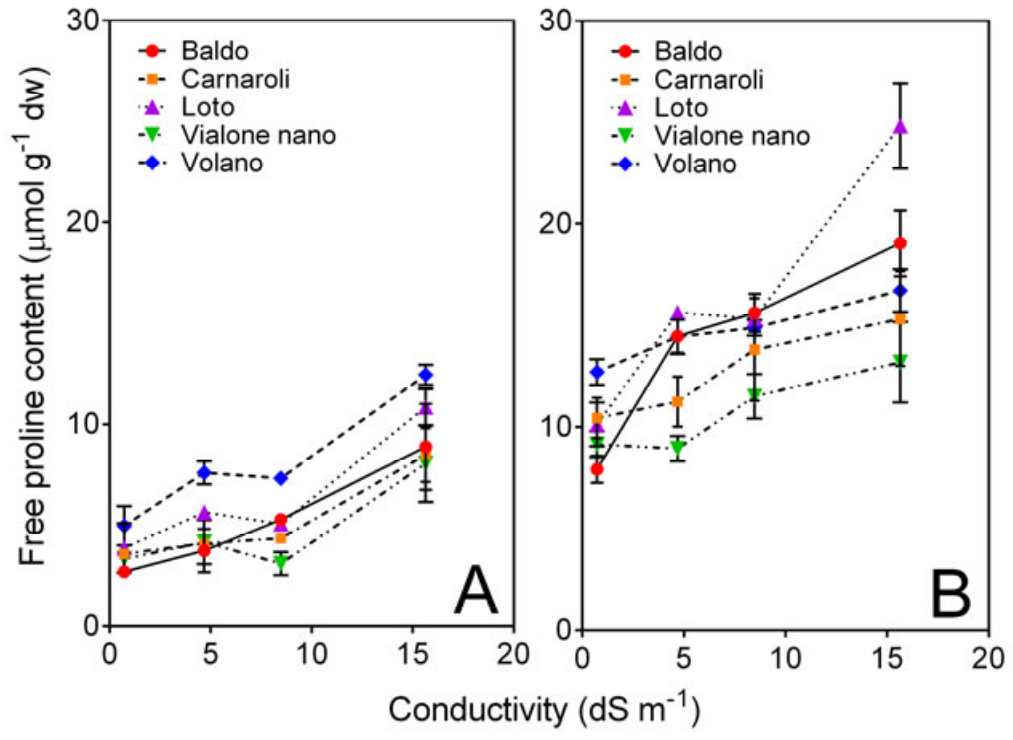 Free proline content (μmol g⁻¹ dw)
30
20
10
0
0 5 10 15 20
Baldo
Carnaroli
Loto
Vialone nano
Volano
A
30
20
10
0
0 5 10 15 20
Baldo
Carnaroli
Loto
Vialone nano
Volano
B
Conductivity (dS m⁻¹)